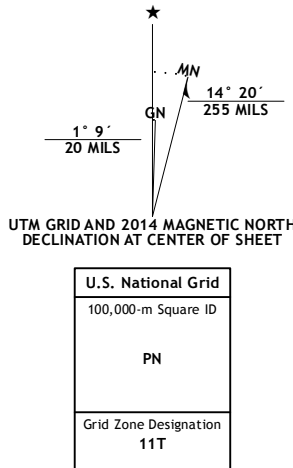 MN
GN
14° 20´
255 MILS
1° 9´
20 MILS
UTM GRID AND 2014 MAGNETIC NORTH
DECLINATION AT CENTER OF SHEET
U.S. National Grid
100,000-m Square ID
PN
Grid Zone Designation
11T